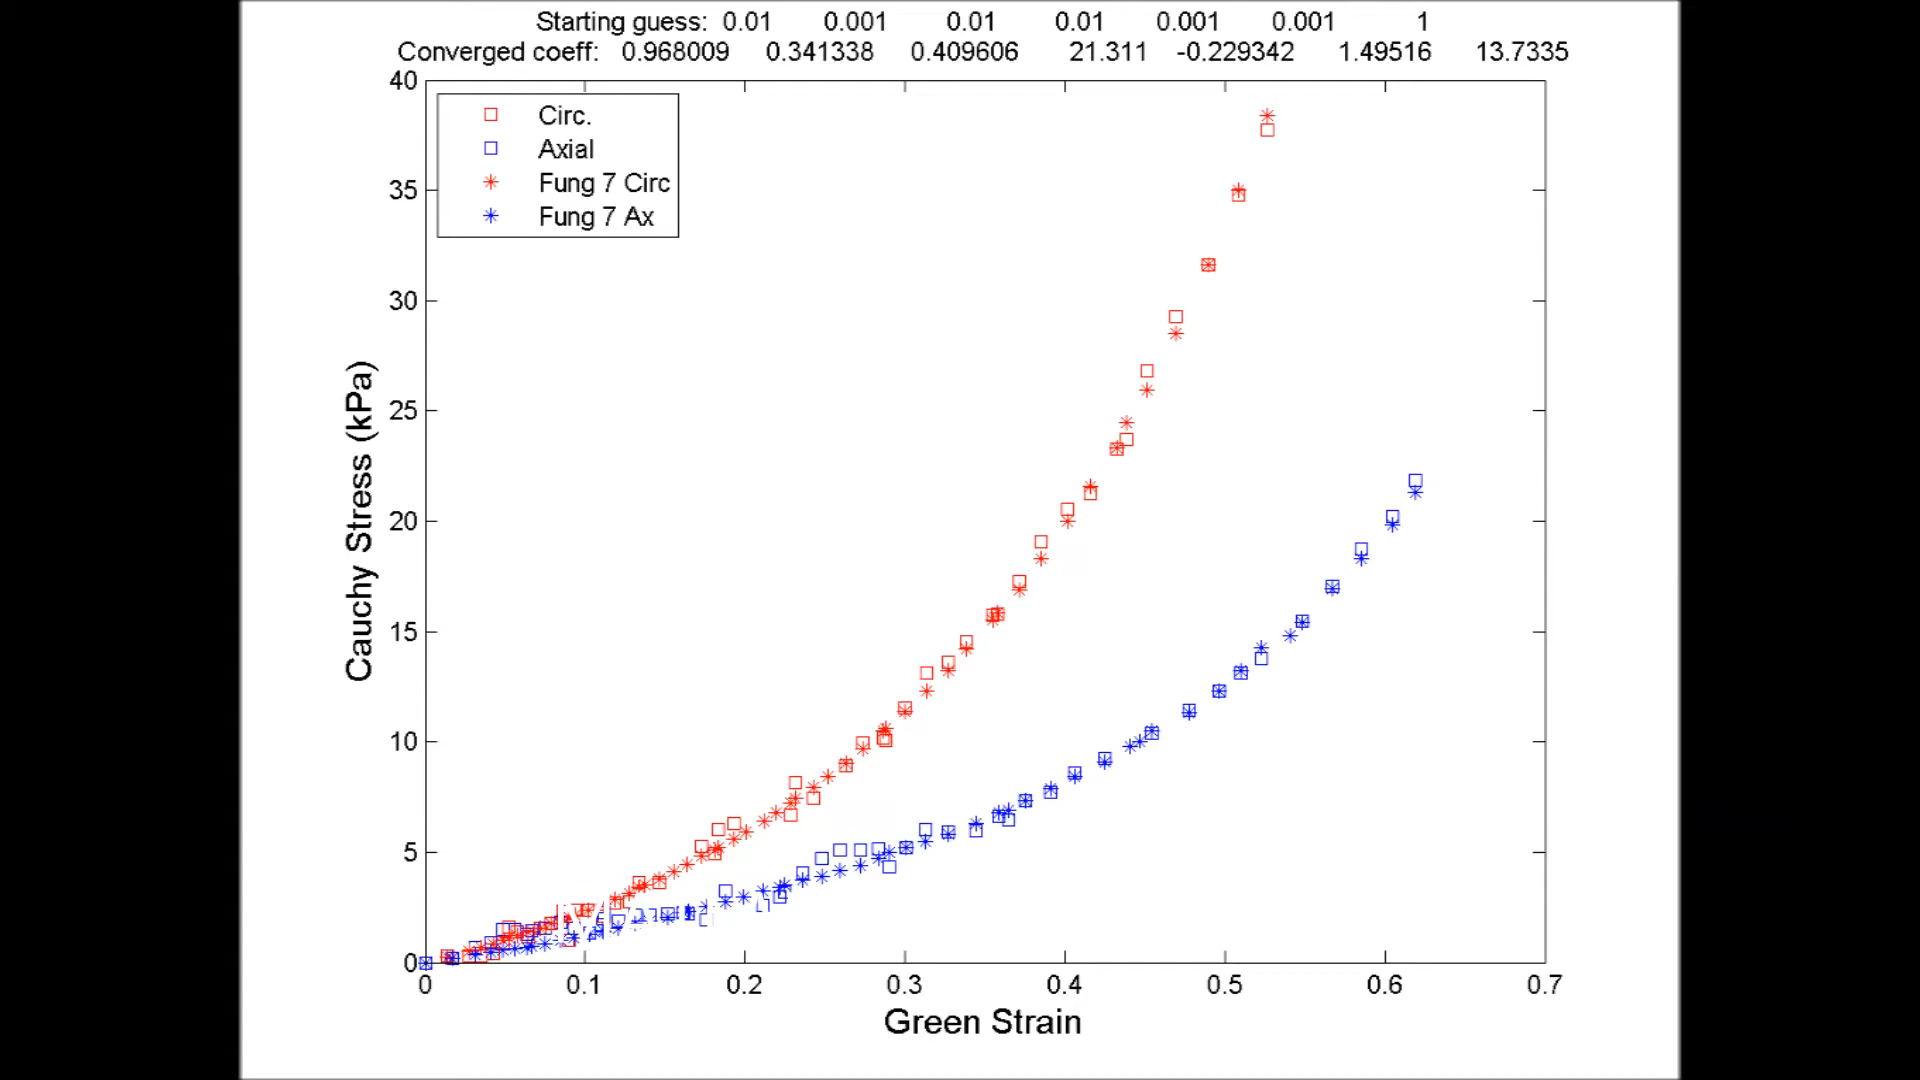 Starting guess: 0.01 0.001 0.01 0.01 0.001 0.001 1
Converged coeff: 0.968009 0.341338 0.409606 21.311 -0.229342 1.49516 13.7335
40
35
30
25
20
15
10
5
0
Circ.
Axial
Fung 7 Circ
Fung 7 Ax
Cauchy Stress (kPa)
0 0.1 0.2 0.3 0.4 0.5 0.6 0.7
Green Strain